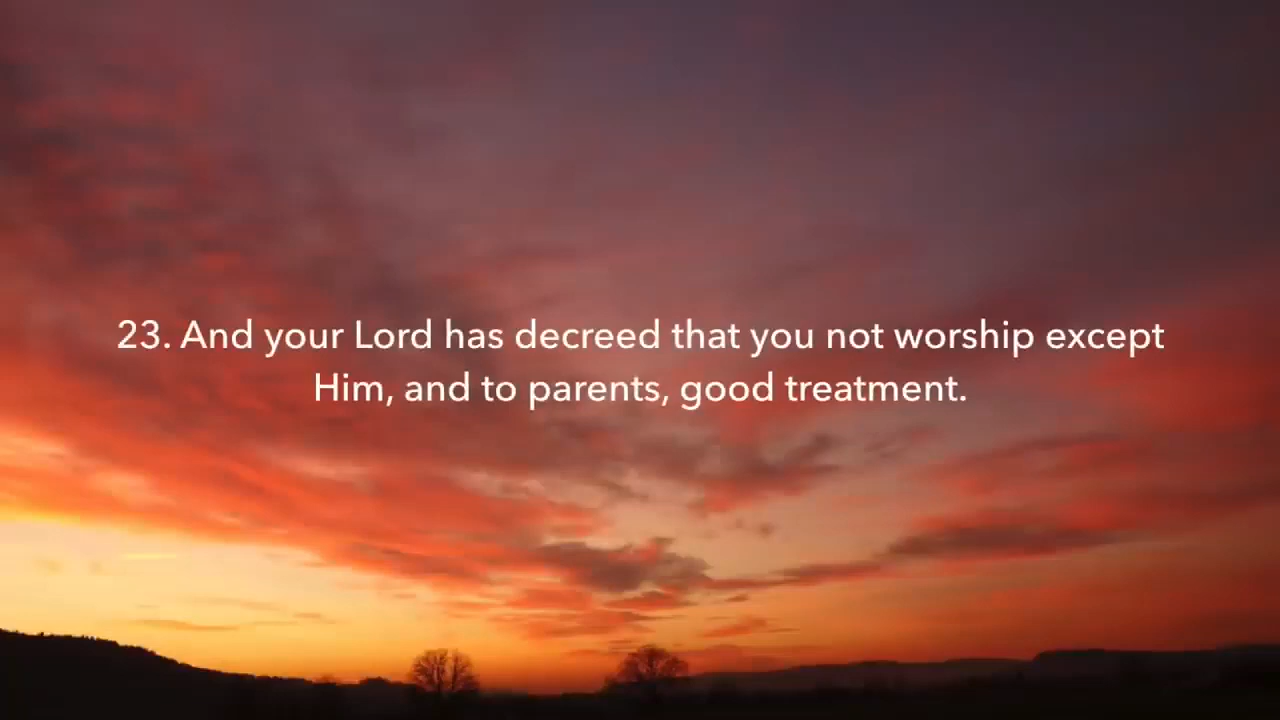 23. And your Lord has decreed that you not worship except
Him, and to parents, good treatment.